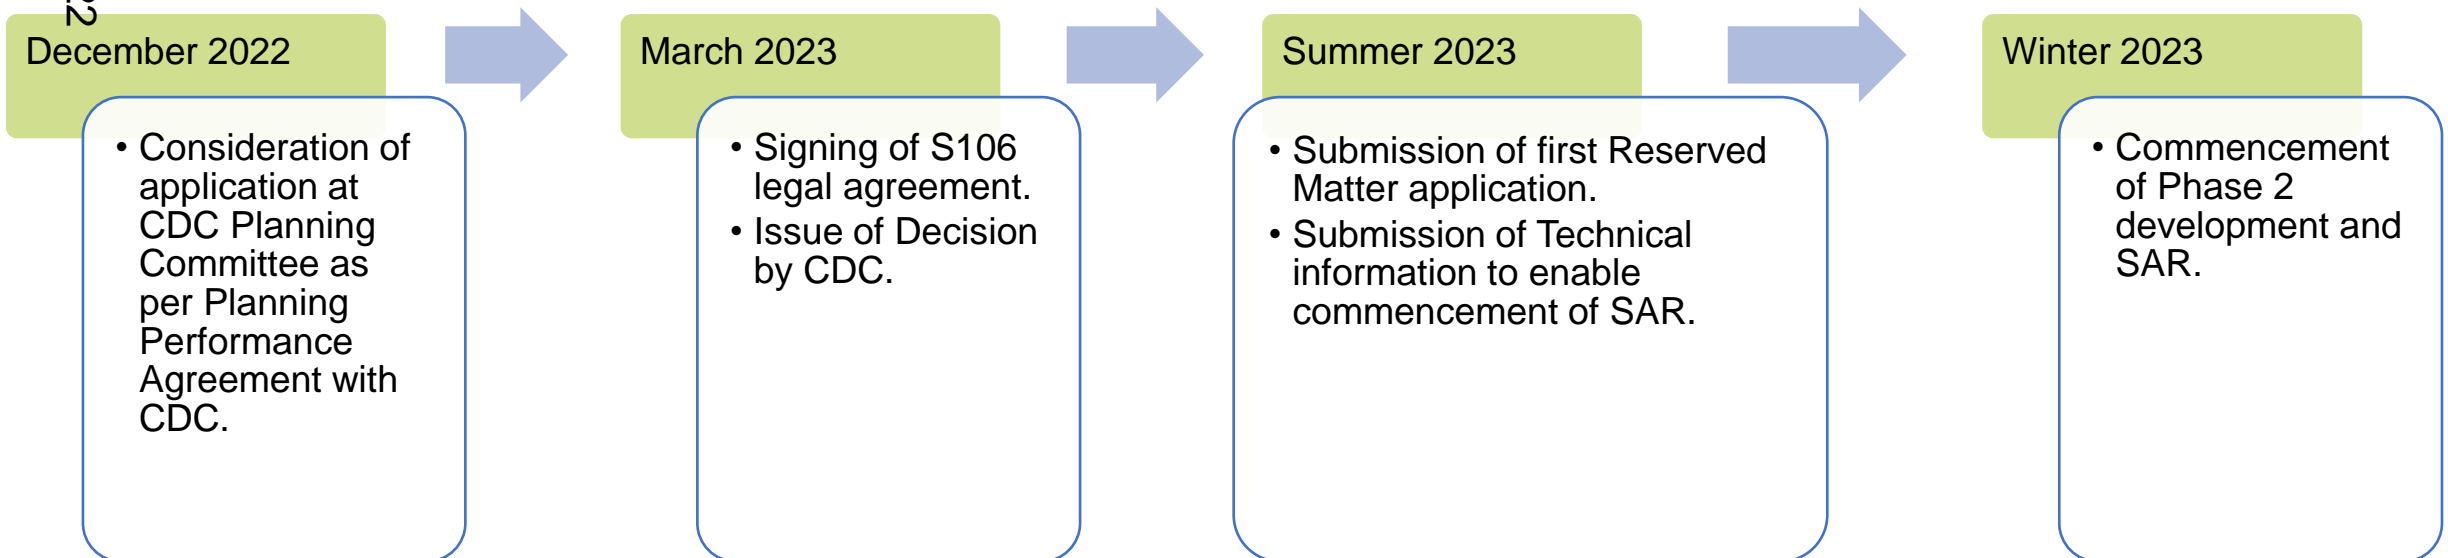 22
December 2022
• Consideration of
application at
CDC Planning
Committee as
per Planning
Performance
Agreement with
CDC.
March 2023
• Signing of S106
legal agreement.
• Issue of Decision
by CDC.
Summer 2023
• Submission of first Reserved
Matter application.
• Submission of Technical
information to enable
commencement of SAR.
Winter 2023
• Commencement
of Phase 2
development and
SAR.